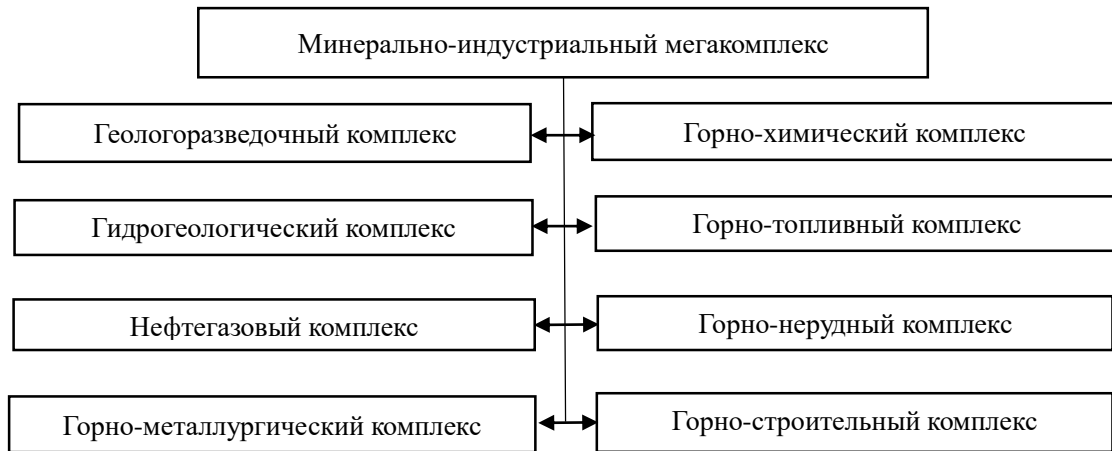 Минерально-индустриальный мегакомплекс
Геологоразведочный комплекс
Горно-химический комплекс
Гидрогеологический комплекс
Горно-топливный комплекс
Нефтегазовый комплекс
Горно-нерудный комплекс
Горно-металлургический комплекс
Горно-строительный комплекс